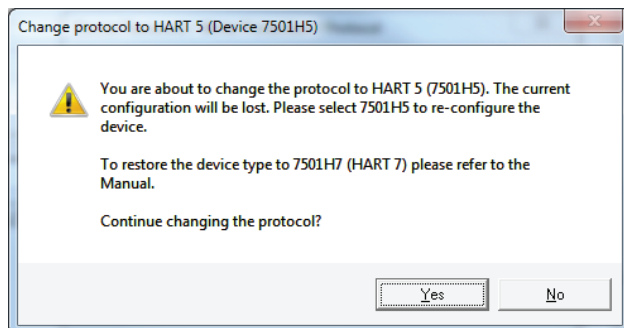 Change protocol to HART 5 (Device 7501H5)
You are about to change the protocol to HART 5 (7501H5). The current
configuration will be lost. Please select 7501H5 to re-configure the
device.
To restore the device type to 7501H7 (HART 7) please refer to the
Manual.
Continue changing the protocol?
Yes
No